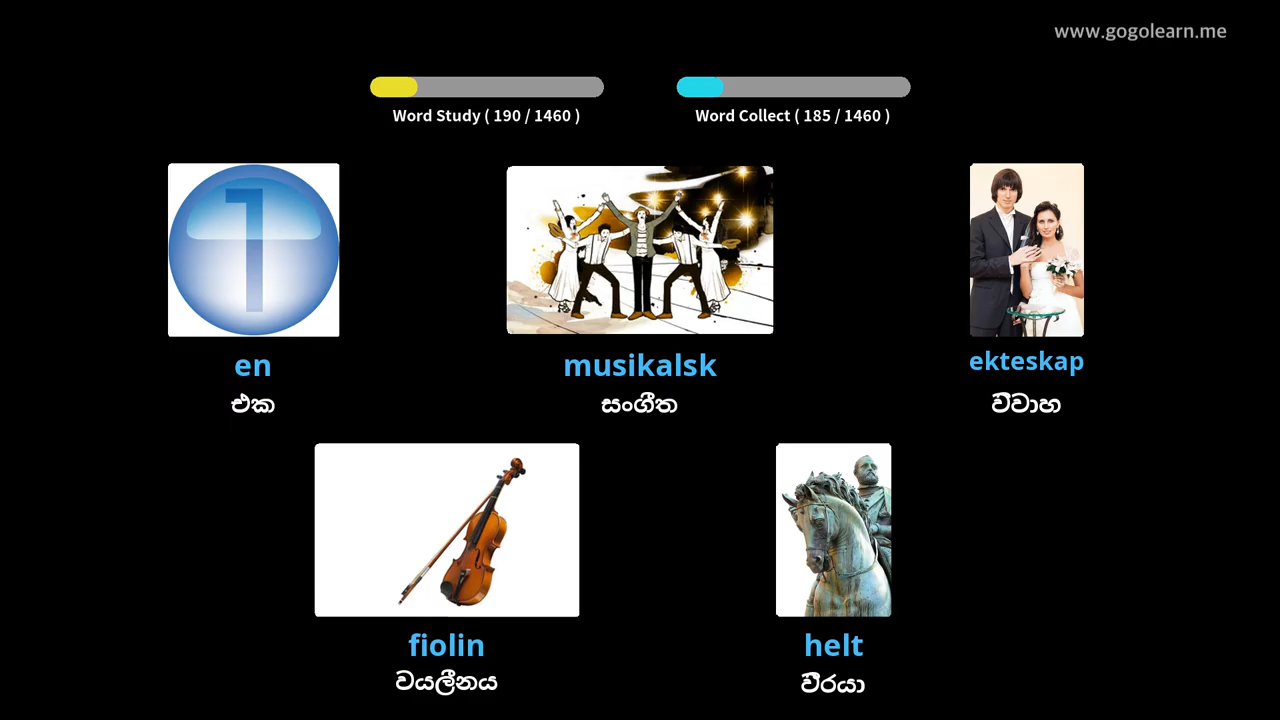 www.gogolearn.me
Word Study ( 190 / 1460 )
Word Collect ( 185 / 1460 )
1
en
එක
musikalsk
සංගීත
ekteskap
විවාහ
fiolin
වයලීනය
helt
වීරයා